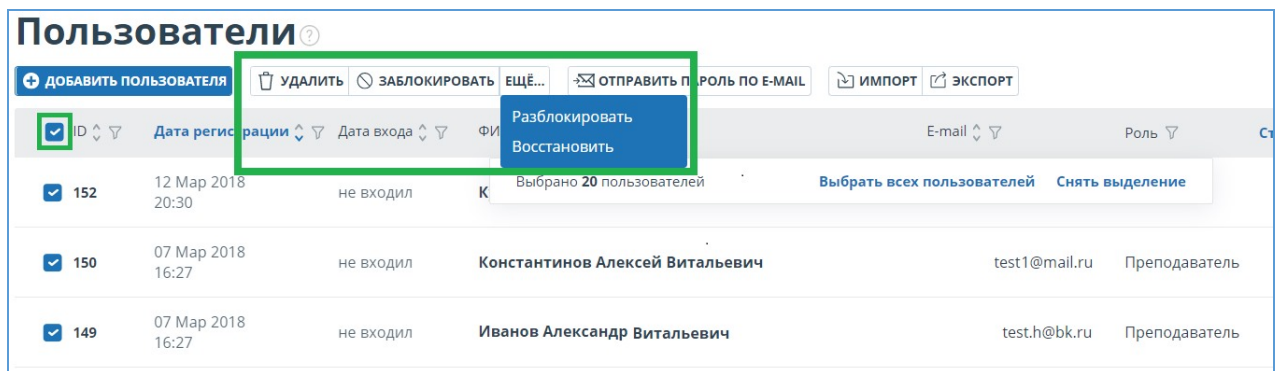 Пользователи ?
ДОБАВИТЬ ПОЛЬЗОВАТЕЛЯ УДАЛИТЬ ЗАБЛОКИРОВАТЬ ЕЩЁ... ОТПРАВИТЬ ПАРОЛЬ ПО E-MAIL ИМПОРТ ЭКСПОРТ
Разблокировать
Восстановить
ID Дата регистрации Дата входа E-mail Роль
Выбрано 20 пользователей Выбрать всех пользователей Снять выделение
152 12 Мар 2018 20:30 не входил
150 07 Мар 2018 16:27 не входил Константинов Алексей Витальевич test1@mail.ru Преподаватель
149 07 Мар 2018 16:27 не входил Иванов Александр Витальевич test.h@bk.ru Преподаватель